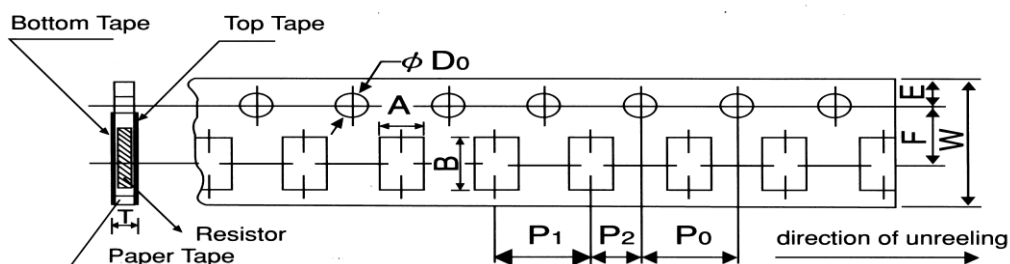 Bottom Tape
Top Tape
ϕ D0
A
B
E
F
W
T
Resistor
Paper Tape
P1
P2
P0
direction of unreeling